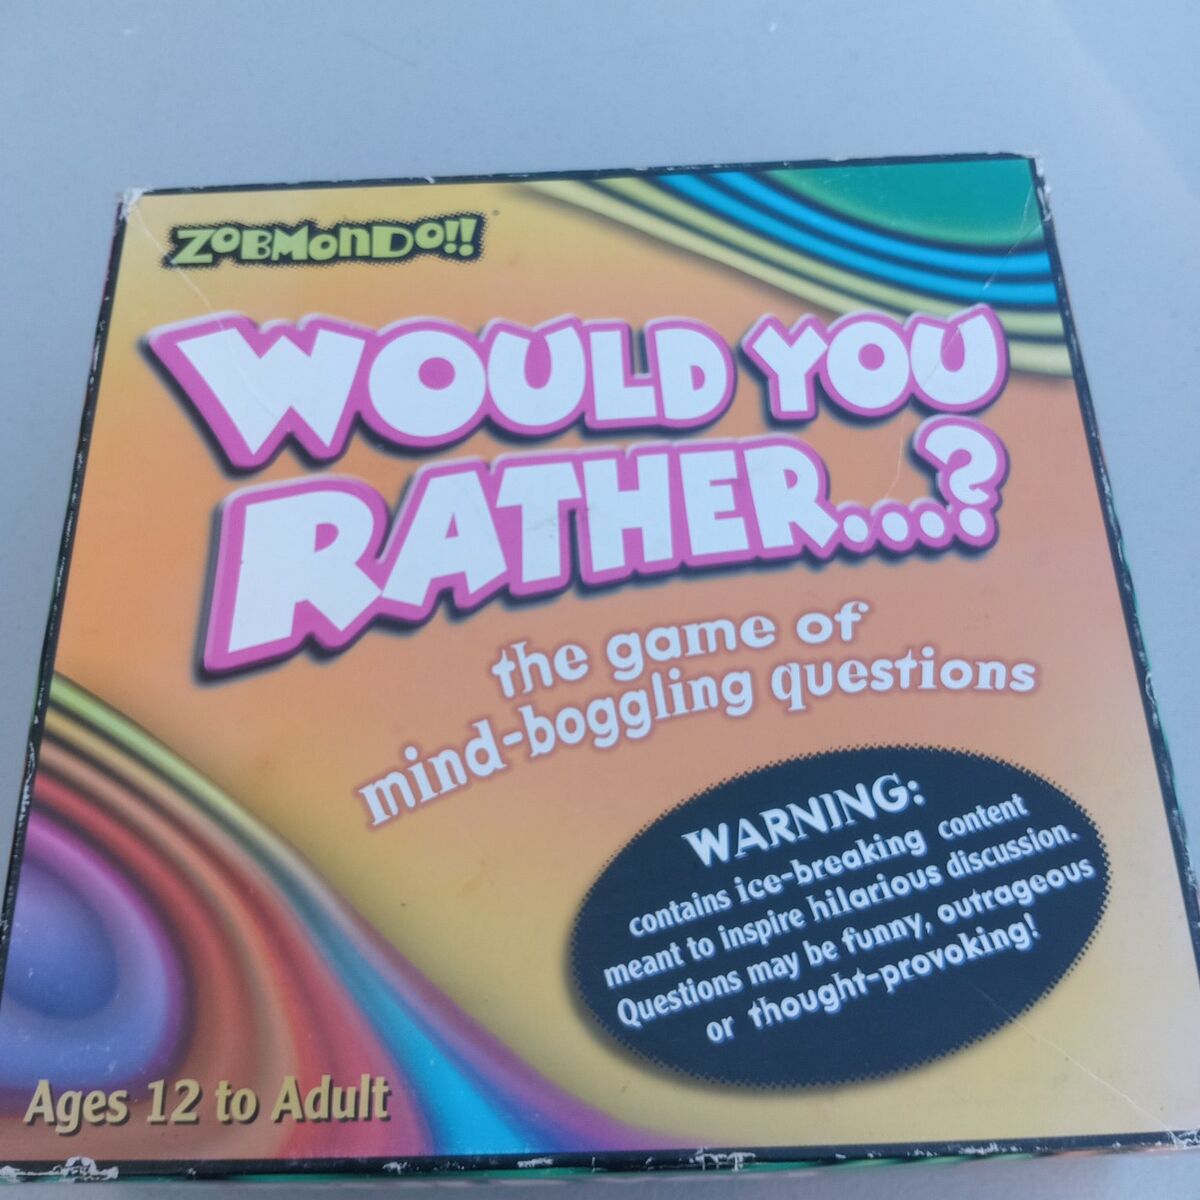 ZOBMONDO!!
WOULD YOU
RATHER...?
the game of
mind-boggling questions
WARNING:
contains ice-breaking content
meant to inspire hilarious discussion.
Questions may be funny, outrageous
or thought-provoking!
Ages 12 to Adult